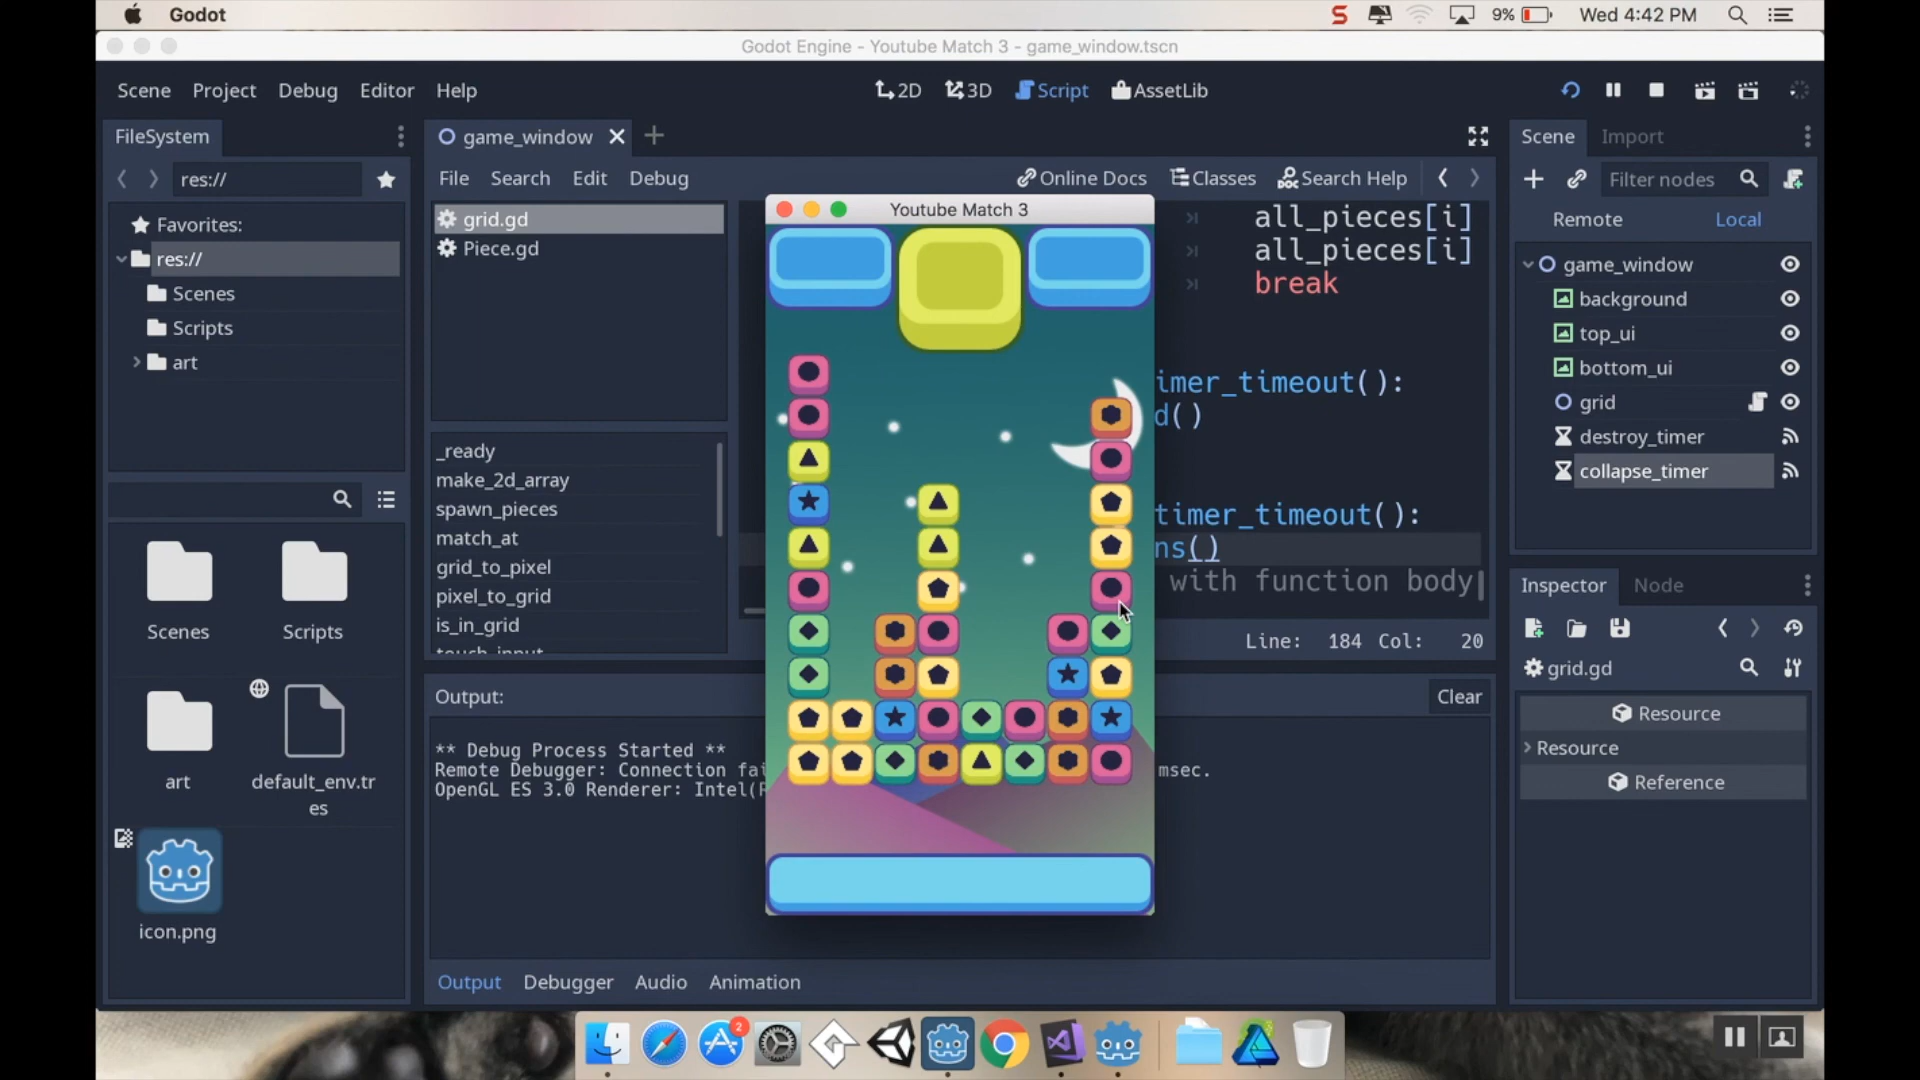 Godot
S
9%
Wed 4:42 PM
Godot Engine - Youtube Match 3 - game_window.tscn
Scene Project Debug Editor Help
2D 3D Script AssetLib
FileSystem
game_window
Scene Import
res://
File Search Edit Debug
Online Docs Classes Search Help
Filter nodes
Favorites:
res://
Scenes
Scripts
art
grid.gd
Piece.gd
Youtube Match 3
all_pieces[i]
all_pieces[i]
break
imer_timeout():
d()
timer_timeout():
ns()
with function body
Line: 184 Col: 20
Remote Local
game_window
background
top_ui
bottom_ui
grid
destroy_timer
collapse_timer
_ready
make_2d_array
spawn_pieces
match_at
grid_to_pixel
pixel_to_grid
is_in_grid
touch_input
Scenes
Scripts
art
default_env.tr
es
icon.png
Output:
Clear
** Debug Process Started **
Remote Debugger: Connection fai
msec.
OpenGL ES 3.0 Renderer: Intel(R
Output Debugger Audio Animation
Inspector Node
grid.gd
Resource
Resource
Reference
2